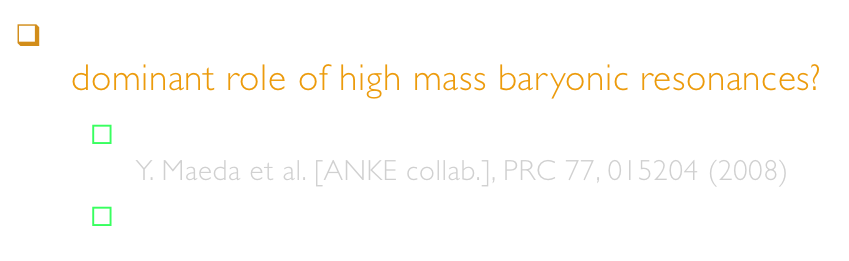 dominant role of high mass baryonic resonances?
Y. Maeda et al. [ANKE collab.], PRC 77, 015204 (2008)